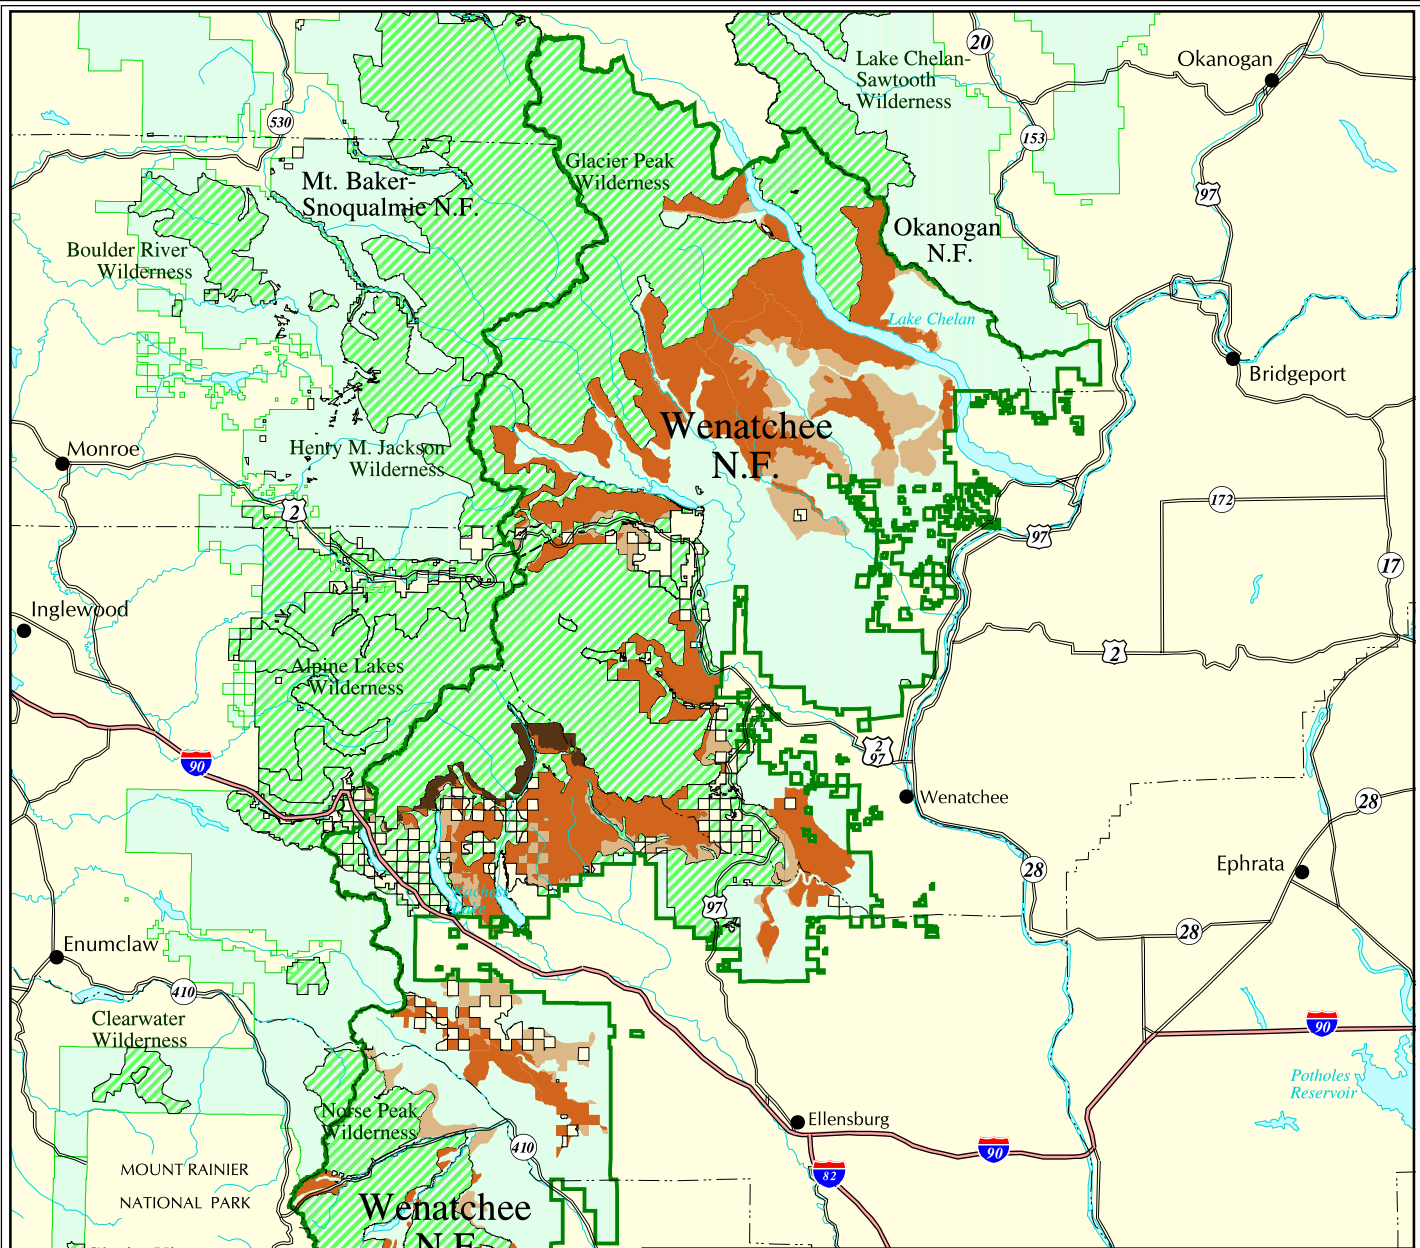 20
Okanogan
Lake Chelan-
Sawtooth
Wilderness
530
153
Glacier Peak
Wilderness
97
Mt. Baker-
Snoqualmie N.F.
Okanogan
N.F.
Boulder River
Wilderness
Lake Chelan
Bridgeport
Wenatchee
N.F.
Monroe
Henry M. Jackson
Wilderness
2
172
97
17
Inglewood
2
Alpine Lakes
Wilderness
90
2
97
Wenatchee
28
28
Ephrata
Kachess
97
28
Enumclaw
410
Clearwater
Wilderness
90
Potholes
Reservoir
Norse Peak
Wilderness
Ellensburg
410
90
82
MOUNT RAINIER
NATIONAL PARK
Wenatchee
N.F.